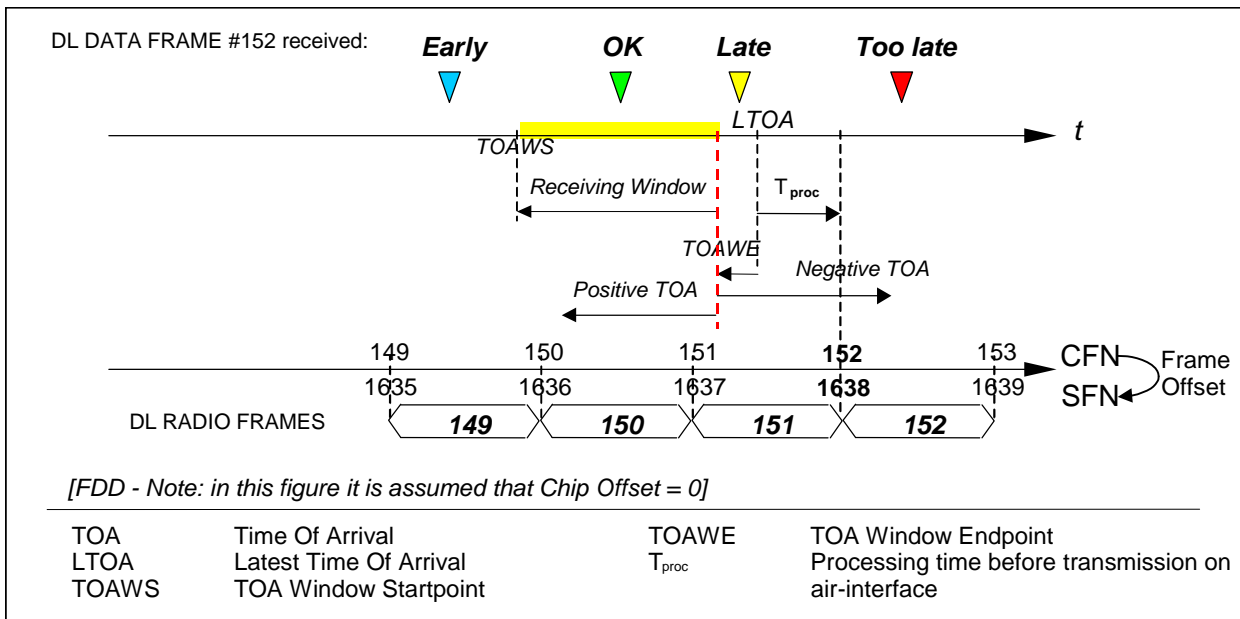 DL DATA FRAME #152 received:
Early OK Late Too late
LTOA
t
TOAWS
Receiving Window
Tproc
TOAWE
Negative TOA
Positive TOA
149 150 151 152 153
CFN
Frame
Offset
1635 1636 1637 1638 1639
SFN
DL RADIO FRAMES
149 150 151 152
[FDD - Note: in this figure it is assumed that Chip Offset = 0]
TOA Time Of Arrival TOAWE TOA Window Endpoint
LTOA Latest Time Of Arrival Tproc Processing time before transmission on
TOAWS TOA Window Startpoint air-interface